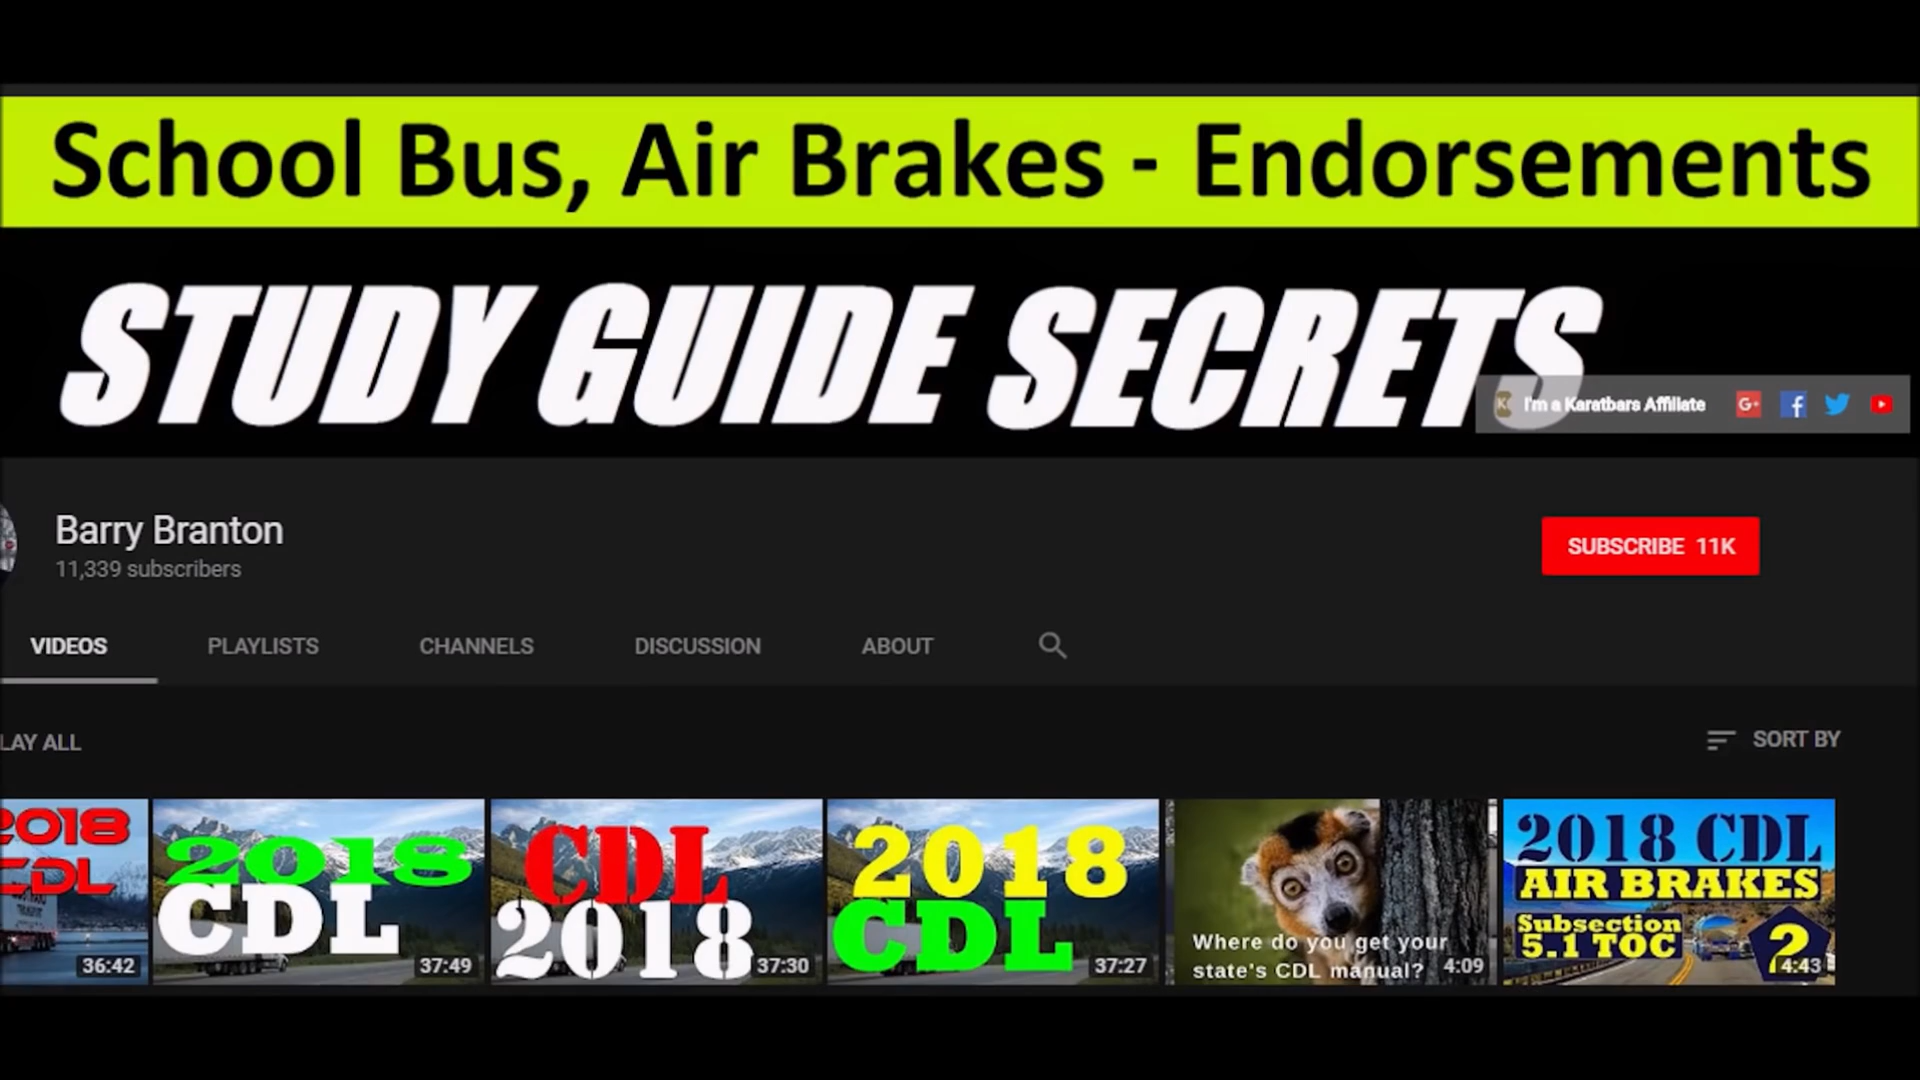 School Bus, Air Brakes - Endorsements
STUDY GUIDE SECRETS
I'm a Karatbars Affiliate
Barry Branton
11,339 subscribers
SUBSCRIBE 11K
VIDEOS PLAYLISTS CHANNELS DISCUSSION ABOUT
LAY ALL
SORT BY
2018
CDL
36:42
2018
CDL
37:49
CDL
2018
37:30
2018
CDL
37:27
Where do you get your
state's CDL manual?
4:09
2018 CDL
AIR BRAKES
Subsection
5.1 TOC
2
4:43